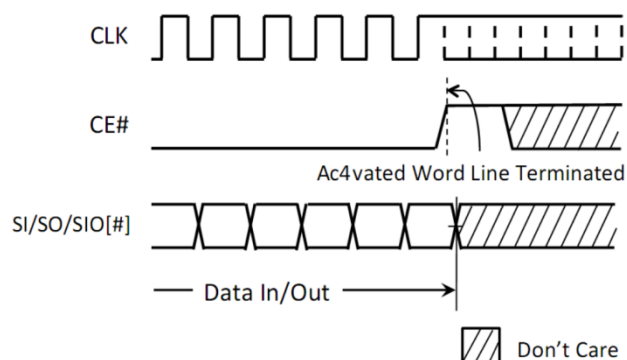 CLK
CE#
Ac4vated Word Line Terminated
SI/SO/SIO[#]
Data In/Out
Don't Care